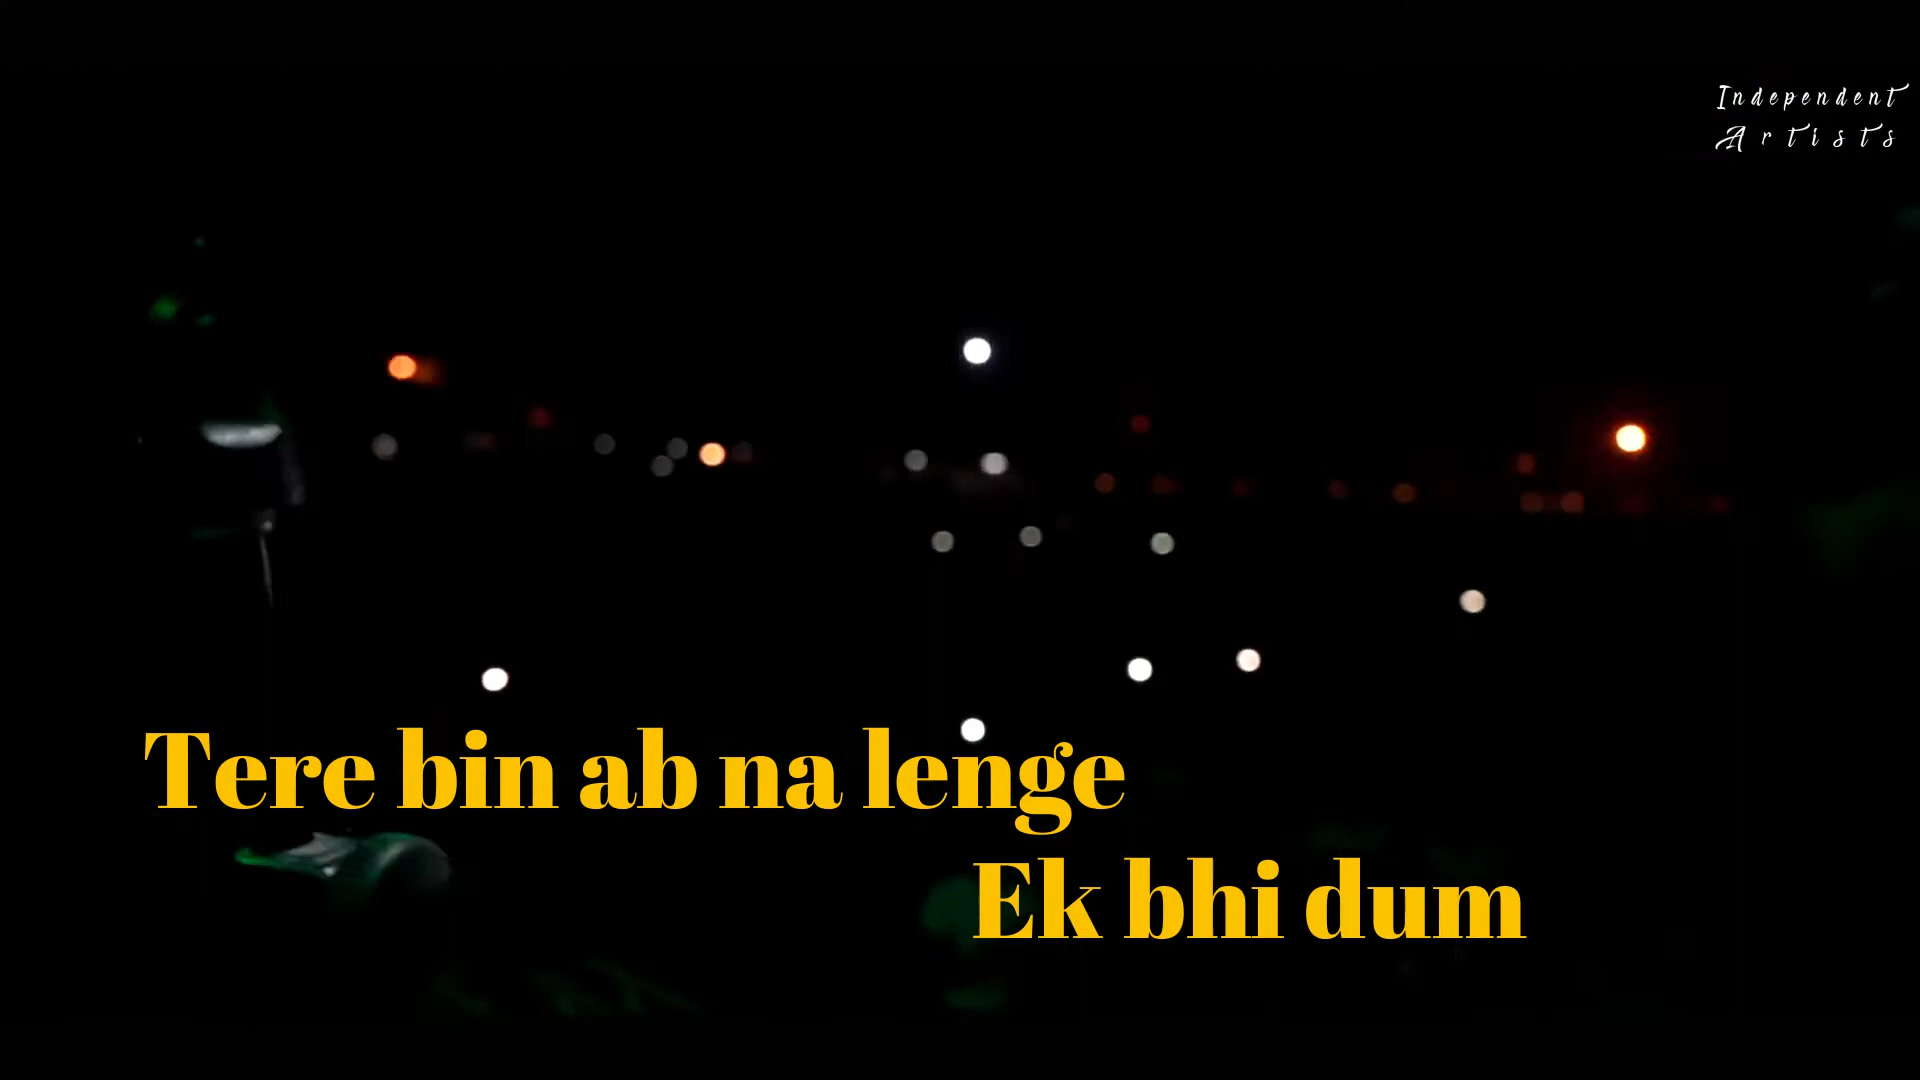 Independent
Artists
Tere bin ab na lenge
Ek bhi dum